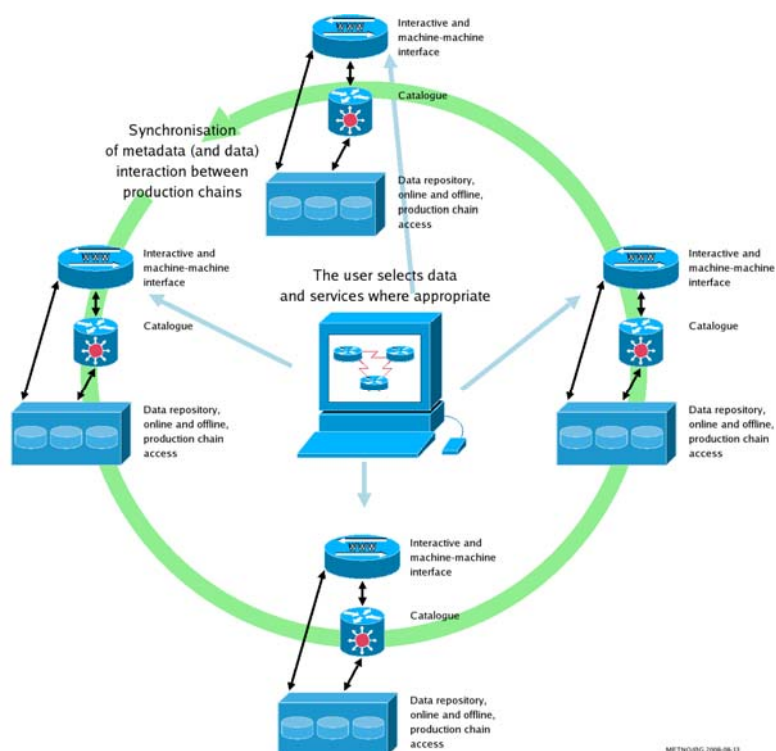 Interactive and
machine-machine
interface
Catalogue
Synchronisation
of metadata (and data)
interaction between
production chains
Data repository,
online and offline,
production chain
access
Interactive and
machine-machine
interface
Catalogue
Data repository,
online and offline,
production chain
access
The user selects data
and services where appropriate
Interactive and
machine-machine
interface
Catalogue
Data repository,
online and offline,
production chain
access
Interactive and
machine-machine
interface
Catalogue
Data repository,
online and offline,
production chain
access